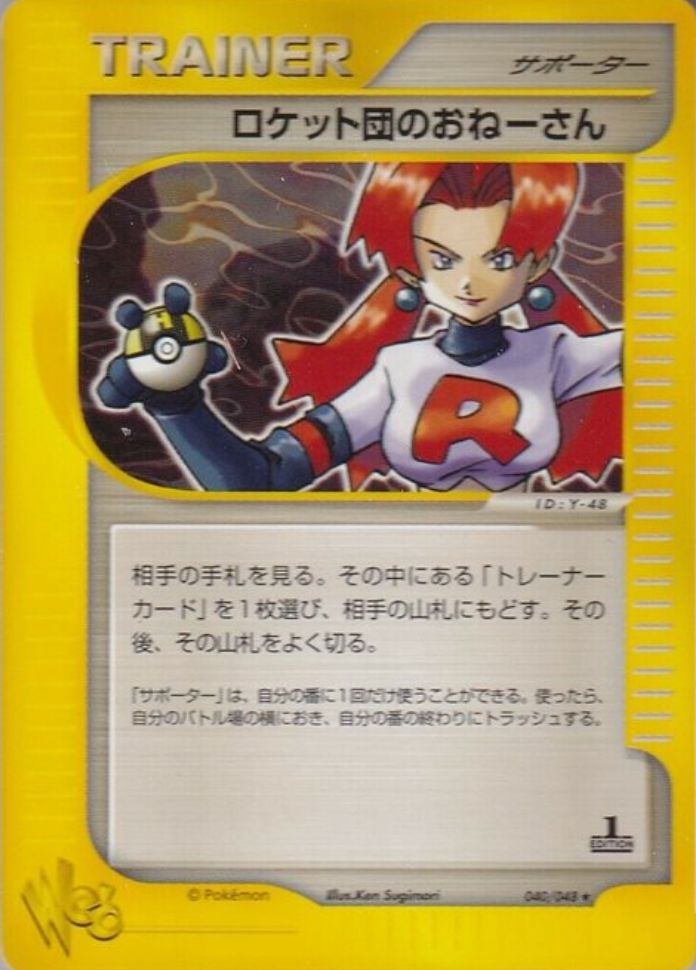 TRAINER
サポーター
ロケット団のおねーさん
R
ID:Y-48
相手の手札を見る。その中にある「トレーナー
カード」を1枚選び、相手の山札にもどす。その
後、その山札をよく切る。
「サポーター」は、自分の番に1回だけ使うことができる。使ったら、
自分のバトル場の横におき、自分の番の終わりにトラッシュする。
1
EDITION
© Pokémon
Illus.Ken Sugimori
040/048★
Web